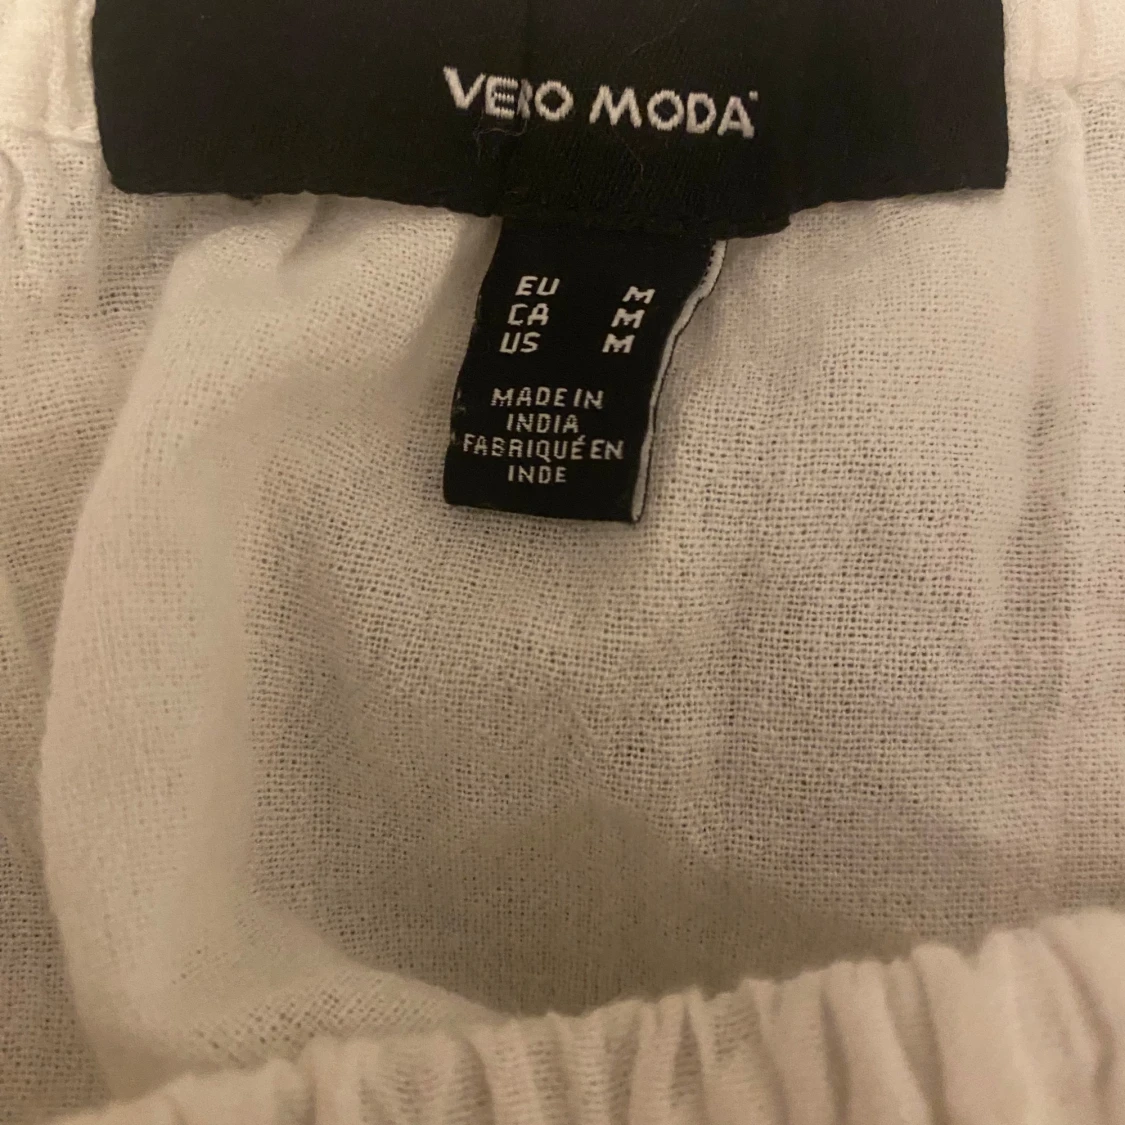 VERO MODA
EU M
CA M
US M
MADE IN
INDIA
FABRIQUÉ EN
INDE